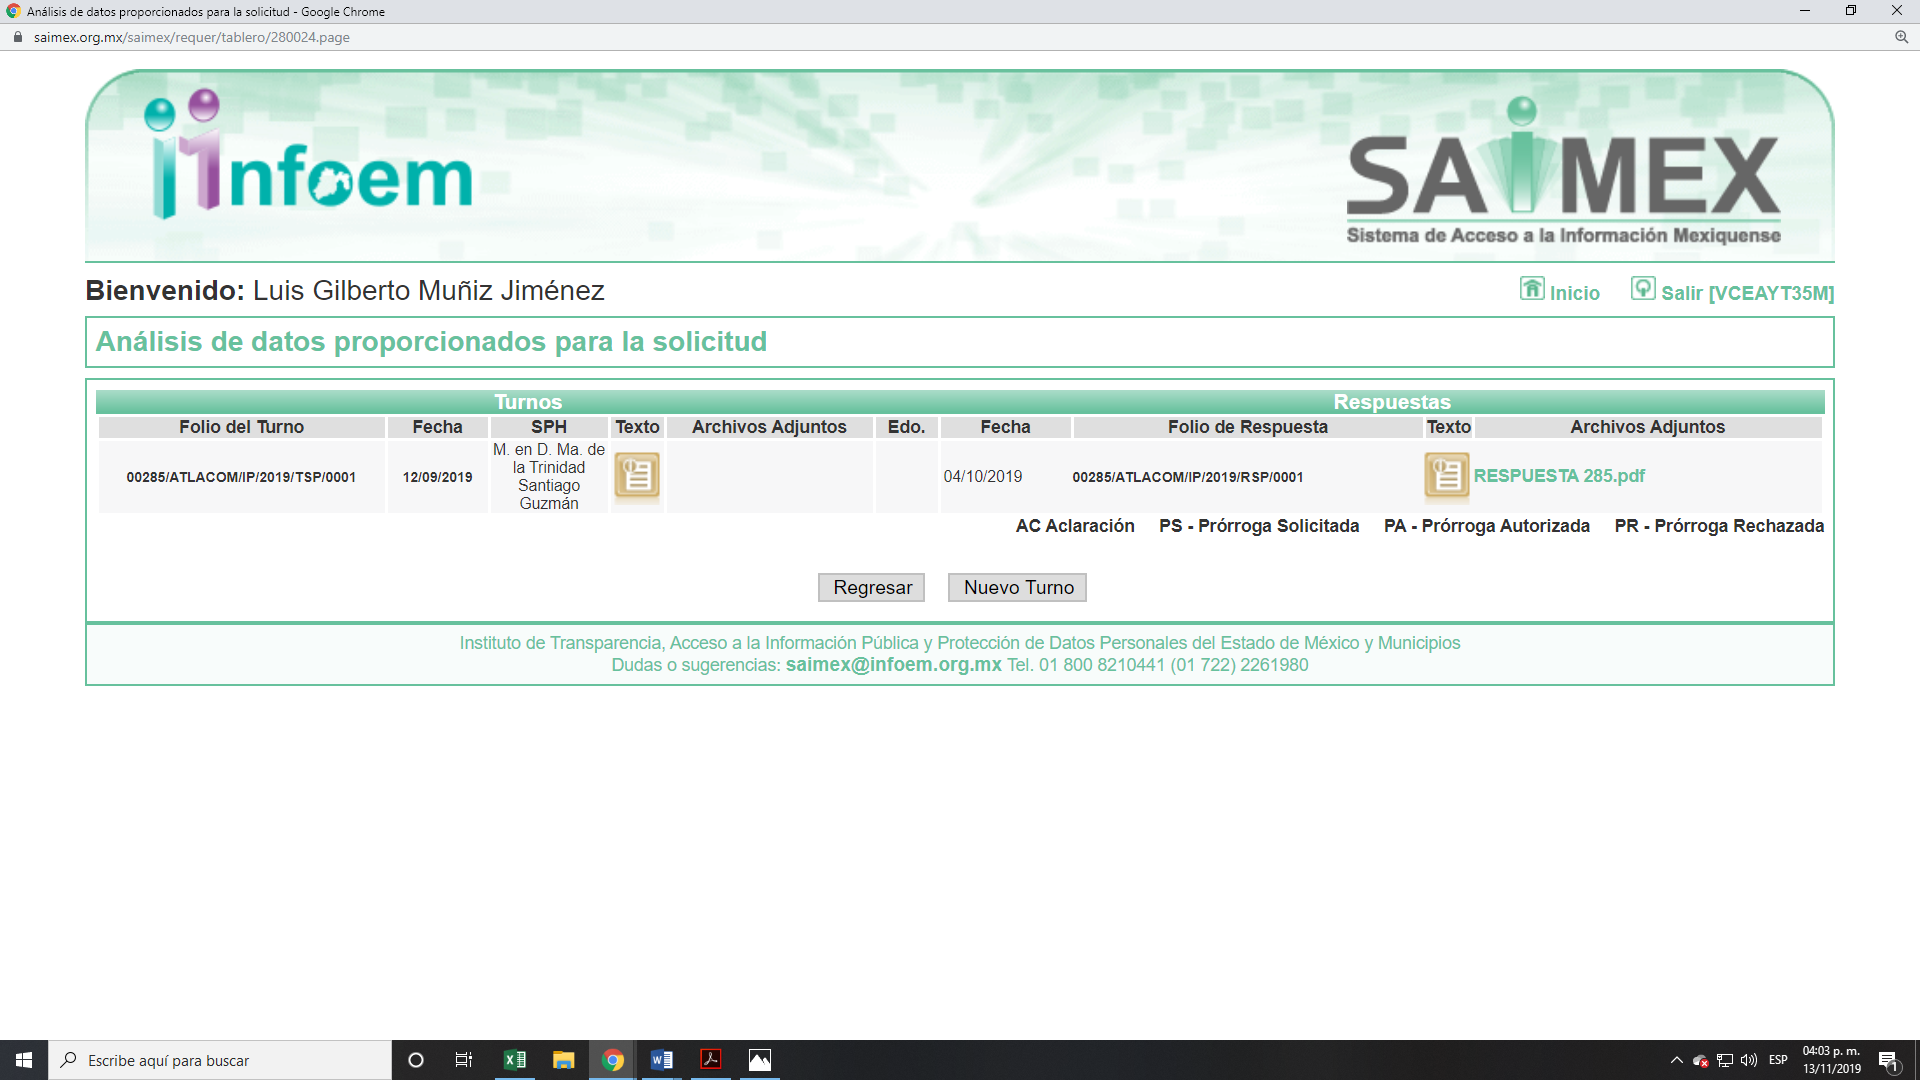 Análisis de datos proporcionados para la solicitud - Google Chrome
saimex.org.mx/saimex/requer/tablero/280024.page
infoem
SAIMEX
Sistema de Acceso a la Información Mexiquense
Bienvenido: Luis Gilberto Muñiz Jiménez
Inicio
Salir [VCEAYT35M]
Análisis de datos proporcionados para la solicitud
Turnos
Respuestas
Folio del Turno Fecha SPH Texto Archivos Adjuntos Edo. Fecha Folio de Respuesta Texto Archivos Adjuntos
00285/ATLACOM/IP/2019/TSP/0001
12/09/2019
M. en D. Ma. de
la Trinidad
Santiago
Guzmán
04/10/2019
00285/ATLACOM/IP/2019/RSP/0001
RESPUESTA 285.pdf
AC Aclaración PS - Prórroga Solicitada PA - Prórroga Autorizada PR - Prórroga Rechazada
Regresar
Nuevo Turno
Instituto de Transparencia, Acceso a la Información Pública y Protección de Datos Personales del Estado de México y Municipios
Dudas o sugerencias: saimex@infoem.org.mx Tel. 01 800 8210441 (01 722) 2261980
Escribe aquí para buscar
ESP
04:03 p. m.
13/11/2019
1